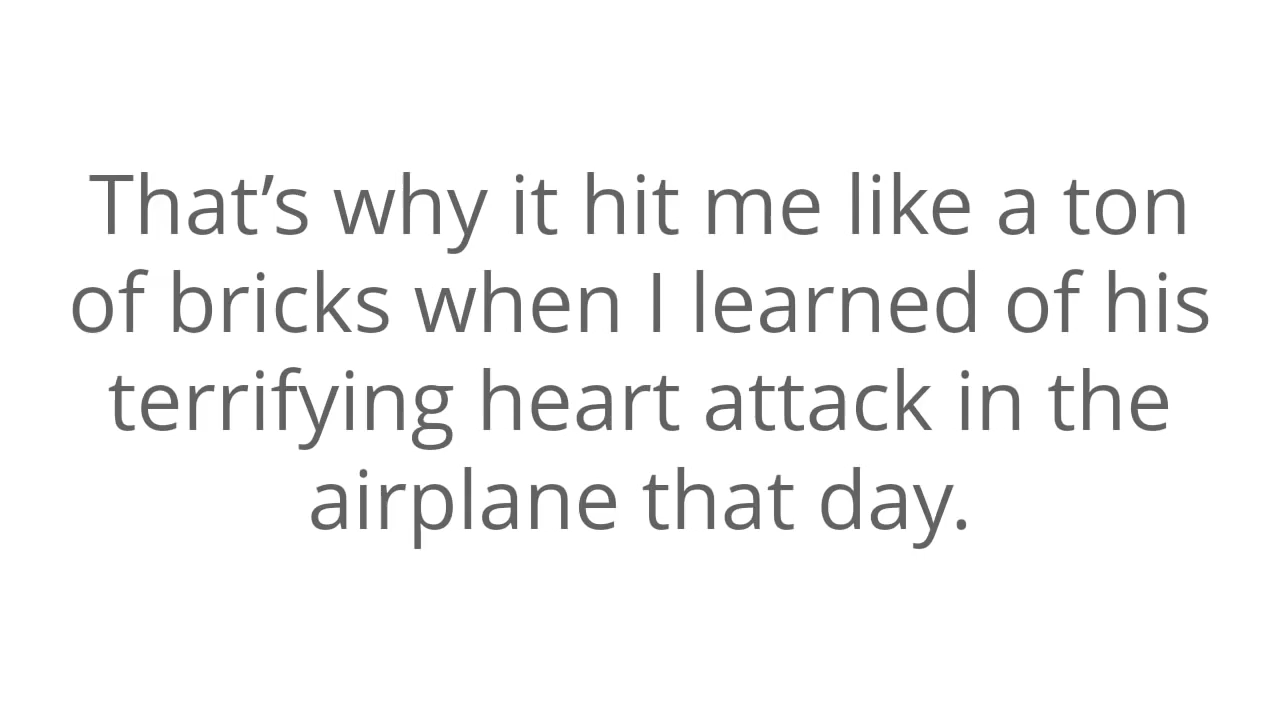 That’s why it hit me like a ton
of bricks when I learned of his
terrifying heart attack in the
airplane that day.